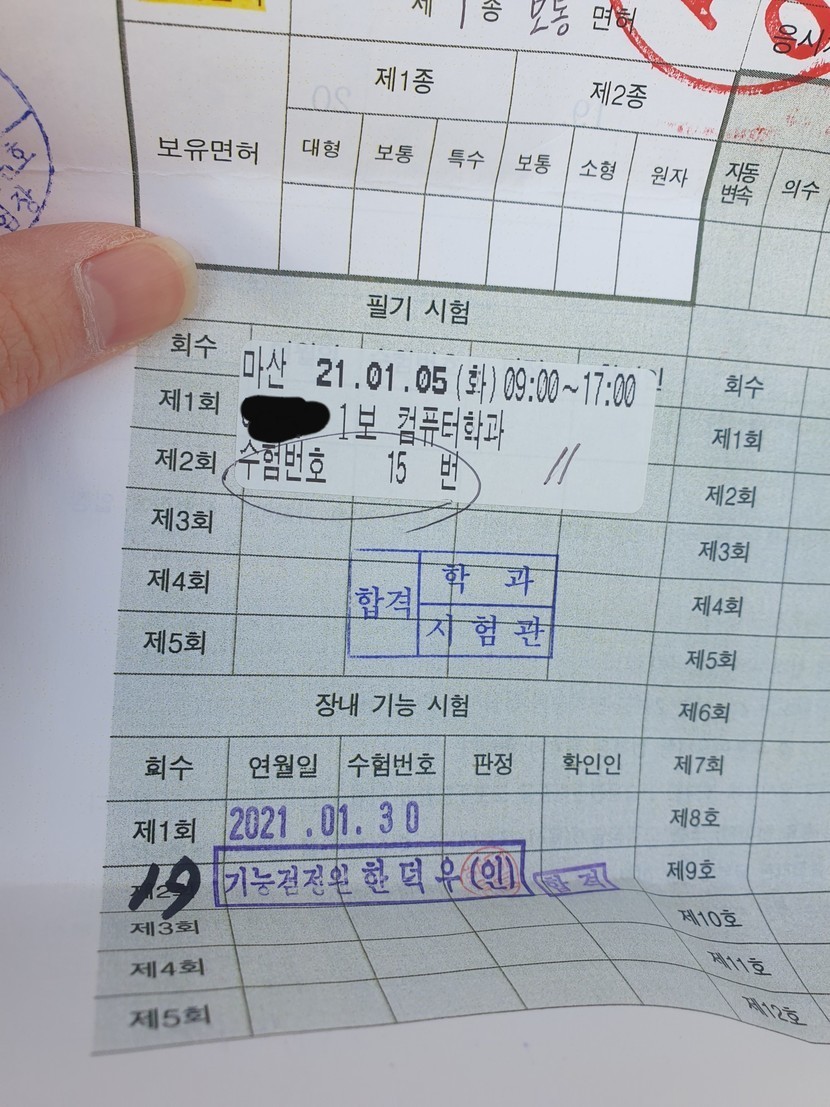 제 1 종 보통 면허
응시
제1종 제2종
보유면허 대형 보통 특수 보통 소형 원자 자동변속 의수
필기 시험
회수
마산 21.01.05(화)09:00~17:00
제1회 1보 컴퓨터학과
제2회 수험번호 15 번
제3회
제4회
제5회
합격 학 과
시 험 관
회수
제1회
제2회
제3회
제4회
제5회
제6회
제7회
제8호
제9호
제10호
제11호
제12호
장내 기능 시험
회수 연월일 수험번호 판정 확인인
제1회 2021.01.30
19 기능검정원 한덕우(인) 합격
제3회
제4회
제5회